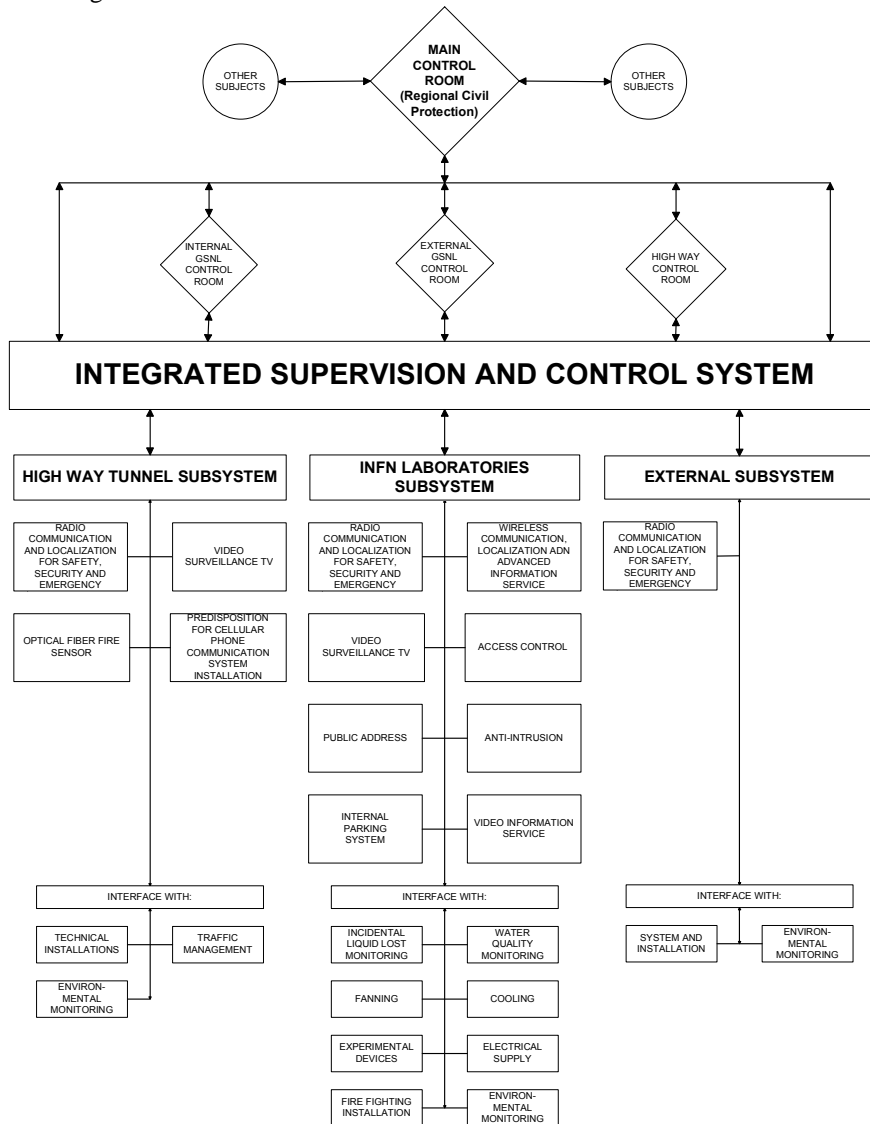 MAIN
CONTROL
ROOM
(Regional Civil
Protection)
OTHER
SUBJECTS
OTHER
SUBJECTS
INTERNAL
GSNL
CONTROL
ROOM
EXTERNAL
GSNL
CONTROL
ROOM
HIGH WAY
CONTROL
ROOM
INTEGRATED SUPERVISION AND CONTROL SYSTEM
HIGH WAY TUNNEL SUBSYSTEM
RADIO
COMMUNICATION
AND LOCALIZATION
FOR SAFETY,
SECURITY AND
EMERGENCY
VIDEO
SURVEILLANCE TV
OPTICAL FIBER FIRE
SENSOR
PREDISPOSITION
FOR CELLULAR
PHONE
COMMUNICATION
SYSTEM
INSTALLATION
INTERFACE WITH:
TECHNICAL
INSTALLATIONS
TRAFFIC
MANAGEMENT
ENVIRON-
MENTAL
MONITORING
INFN LABORATORIES
SUBSYSTEM
RADIO
COMMUNICATION
AND LOCALIZATION
FOR SAFETY,
SECURITY AND
EMERGENCY
WIRELESS
COMMUNICATION,
LOCALIZATION ADN
ADVANCED
INFORMATION
SERVICE
VIDEO
SURVEILLANCE TV
ACCESS CONTROL
PUBLIC ADDRESS
ANTI-INTRUSION
INTERNAL
PARKING
SYSTEM
VIDEO INFORMATION
SERVICE
INTERFACE WITH:
INCIDENTAL
LIQUID LOST
MONITORING
WATER
QUALITY
MONITORING
FANNING
COOLING
EXPERIMENTAL
DEVICES
ELECTRICAL
SUPPLY
FIRE FIGHTING
INSTALLATION
ENVIRON-
MENTAL
MONITORING
EXTERNAL SUBSYSTEM
RADIO
COMMUNICATION
AND LOCALIZATION
FOR SAFETY,
SECURITY AND
EMERGENCY
INTERFACE WITH:
SYSTEM AND
INSTALLATION
ENVIRON-
MENTAL
MONITORING